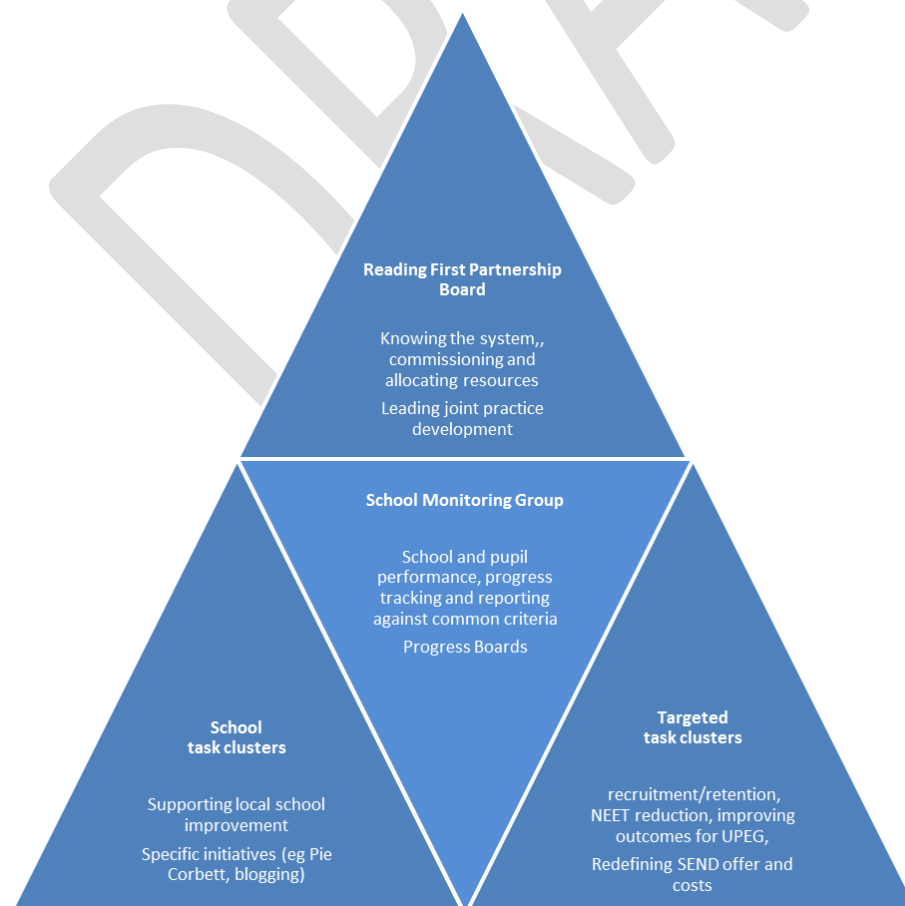 DRA
Reading First Partnership
Board
Knowing the system,,
commissioning and
allocating resources
Leading joint practice
development
School Monitoring Group
School and pupil
performance, progress
tracking and reporting
against common criteria
Progress Boards
School
task clusters
Supporting local school
improvement
Specific initiatives (eg Pie
Corbett, blogging)
Targeted
task clusters
recruitment/retention,
NEET reduction, improving
outcomes for UPEG,
Redefining SEND offer and
costs